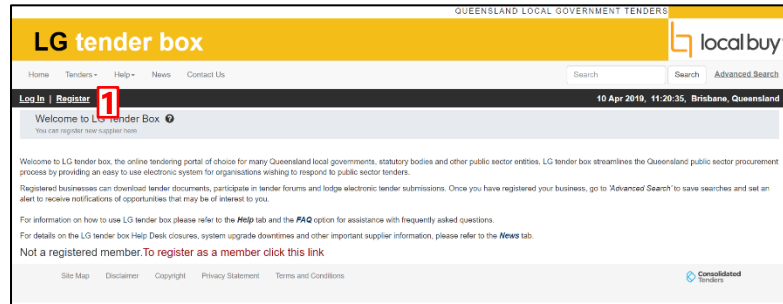 QUEENSLAND LOCAL GOVERNMENT TENDERS
LG tender box
localbuy
Home Tenders Help News Contact Us Search Search Advanced Search
Log In | Register 1 10 Apr 2019, 11:20:35, Brisbane, Queensland
Welcome to LG Tender Box
You can register new supplier here
Welcome to LG tender box, the online tendering portal of choice for many Queensland local governments, statutory bodies and other public sector entities. LG tender box streamlines the Queensland public sector procurement
process by providing an easy to use electronic system for organisations wishing to respond to public sector tenders.
Registered businesses can download tender documents, participate in tender forums and lodge electronic tender submissions. Once you have registered your business, go to 'Advanced Search' to save searches and set an
alert to receive notifications of opportunities that may be of interest to you.
For information on how to use LG tender box please refer to the Help tab and the FAQ option for assistance with frequently asked questions.
For details on the LG tender box Help Desk closures, system upgrade downtimes and other important supplier information, please refer to the News tab.
Not a registered member.To register as a member click this link
Site Map Disclaimer Copyright Privacy Statement Terms and Conditions Consolidated
Tenders